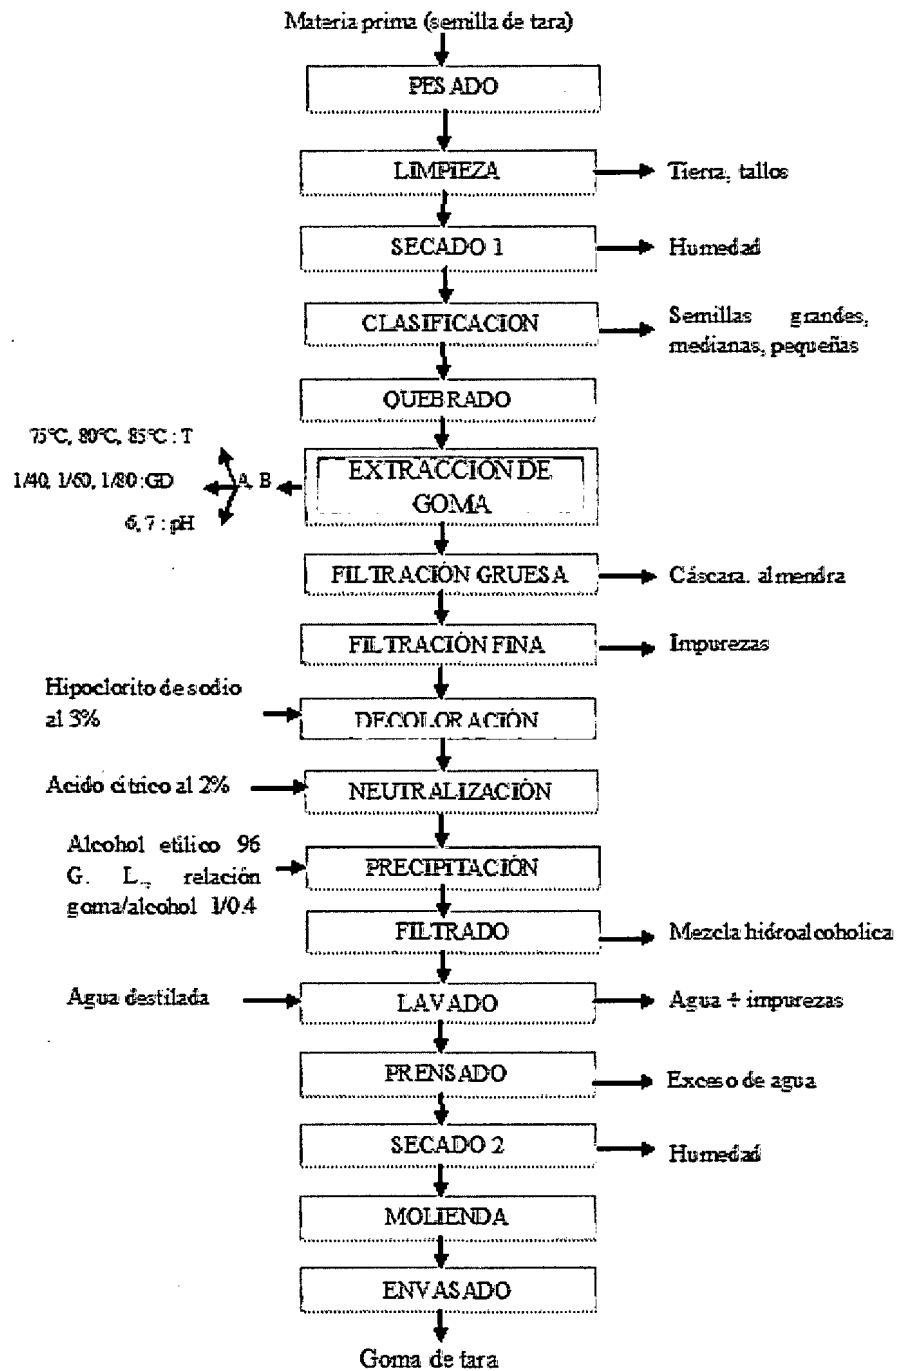 Materia prima (semilla de tara)
PESADO
LIMPIEZA
Tierra, tallos
SECADO 1
Humedad
CLASIFICACION
Semillas grandes,
medianas, pequeñas
QUEBRADO
75°C, 80°C, 85°C : T
1/40, 1/60, 1/80 :GD
6, 7 : pH
A, B
EXTRACCIÓN DE
GOMA
FILTRACIÓN GRUESA
Cáscara. almendra
FILTRACIÓN FINA
Impurezas
Hipoclorito de sodio
al 3%
DECOLORACIÓN
Acido cítrico al 2%
NEUTRALIZACIÓN
Alcohol etílico 96
G. L., relación
goma/alcohol 1/0.4
PRECIPITACIÓN
FILTRADO
Mezcla hidroalcoholica
Agua destilada
LAVADO
Agua + impurezas
PRENSADO
Exceso de agua
SECADO 2
Humedad
MOLIENDA
ENVASADO
Goma de tara